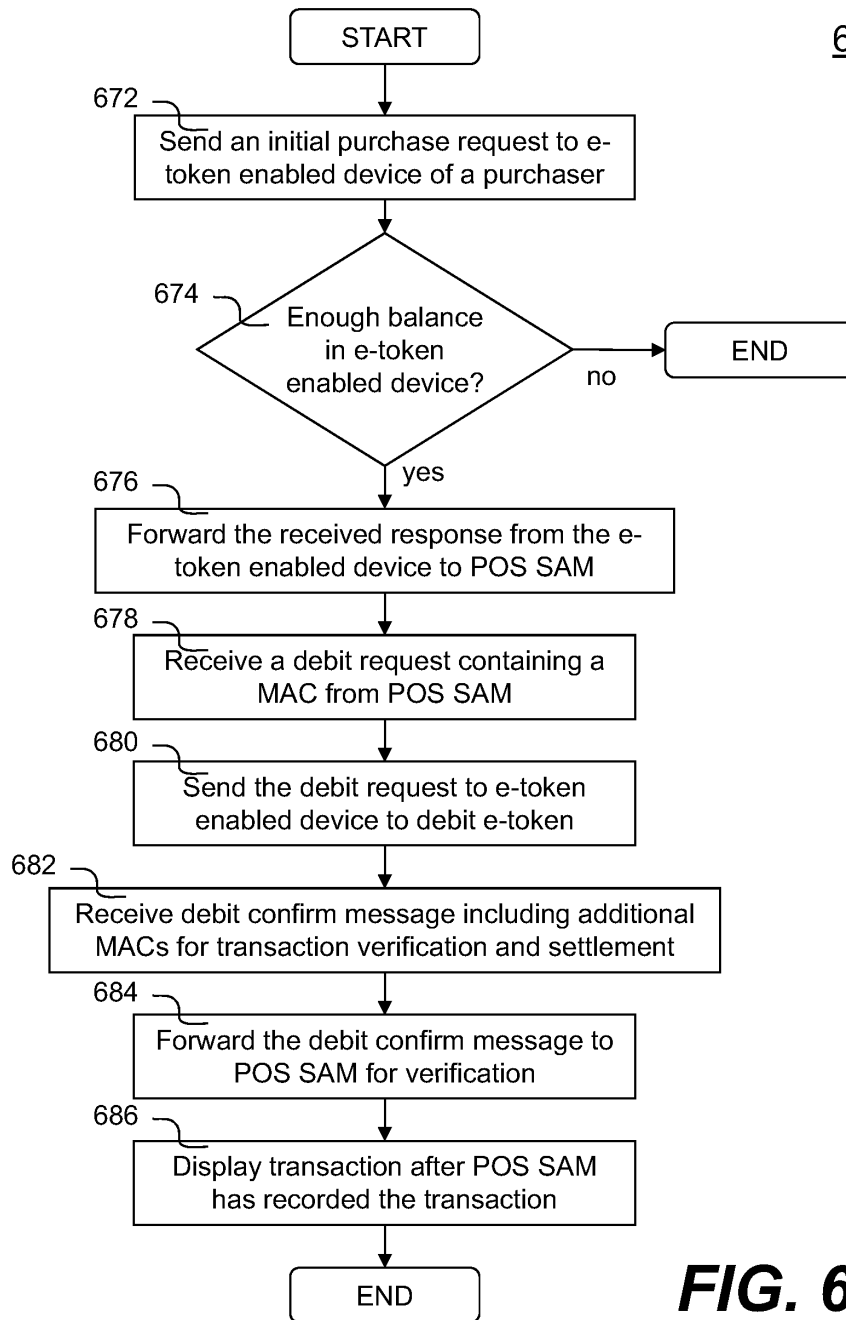 START
6
672
Send an initial purchase request to e-
token enabled device of a purchaser
674
Enough balance
in e-token
enabled device?
no
END
yes
676
Forward the received response from the e-
token enabled device to POS SAM
678
Receive a debit request containing a
MAC from POS SAM
680
Send the debit request to e-token
enabled device to debit e-token
682
Receive debit confirm message including additional
MACs for transaction verification and settlement
684
Forward the debit confirm message to
POS SAM for verification
686
Display transaction after POS SAM
has recorded the transaction
END
FIG. 6